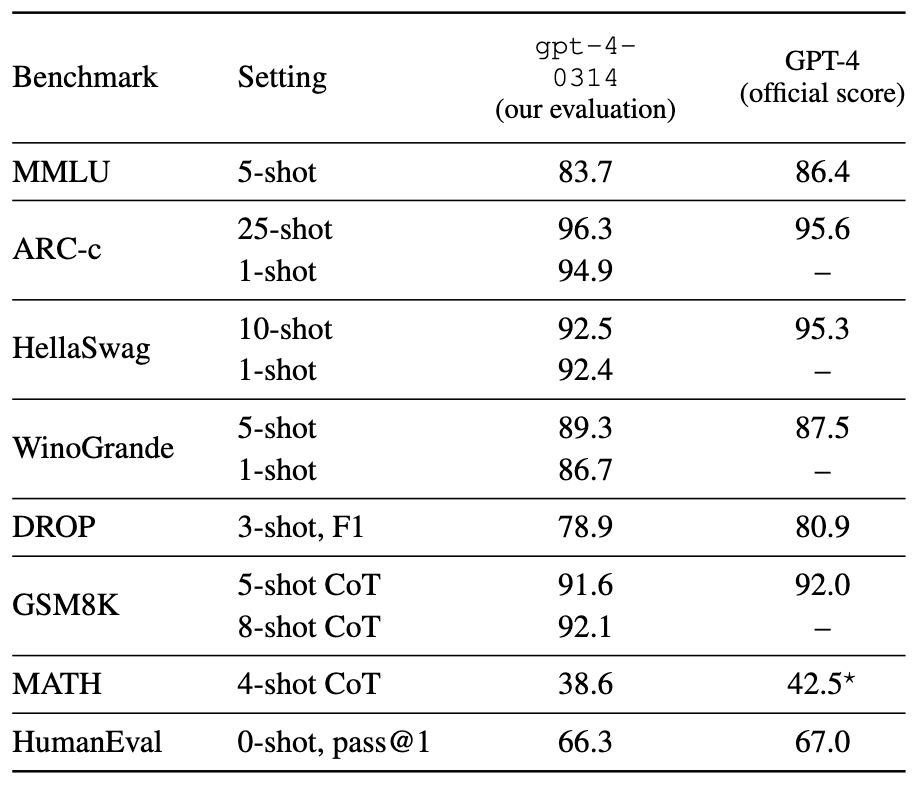 Benchmark Setting gpt-4-0314 (our evaluation) GPT-4 (official score)
MMLU 5-shot 83.7 86.4
ARC-c 25-shot 96.3 95.6
1-shot 94.9 –
HellaSwag 10-shot 92.5 95.3
1-shot 92.4 –
WinoGrande 5-shot 89.3 87.5
1-shot 86.7 –
DROP 3-shot, F1 78.9 80.9
GSM8K 5-shot CoT 91.6 92.0
8-shot CoT 92.1 –
MATH 4-shot CoT 38.6 42.5⋆
HumanEval 0-shot, pass@1 66.3 67.0